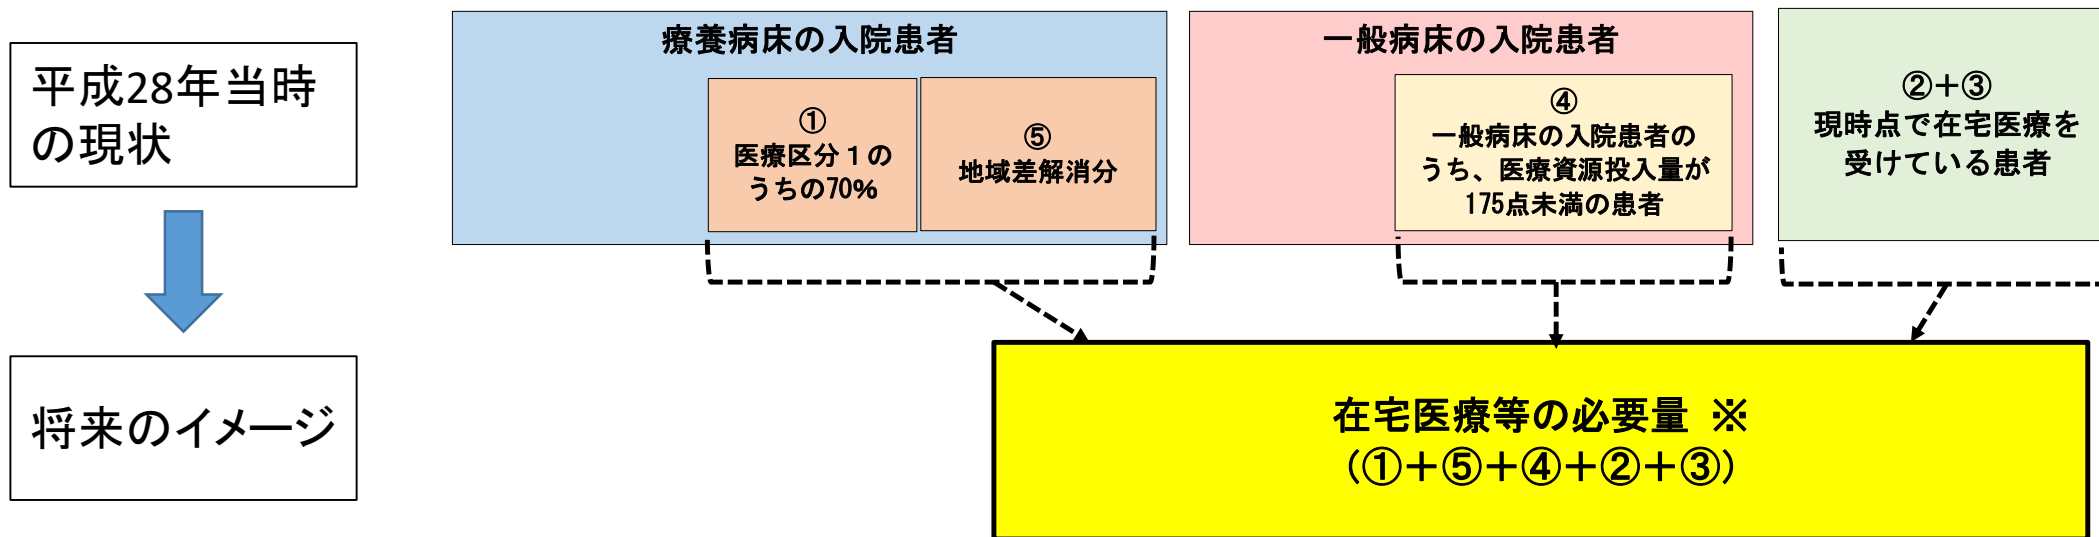 平成28年当時
の現状
将来のイメージ
療養病床の入院患者
①
医療区分１の
うちの70%
⑤
地域差解消分
一般病床の入院患者
④
一般病床の入院患者の
うち、医療資源投入量が
175点未満の患者
②＋③
現時点で在宅医療を
受けている患者
在宅医療等の必要量 ※
（①＋⑤＋④＋②＋③）